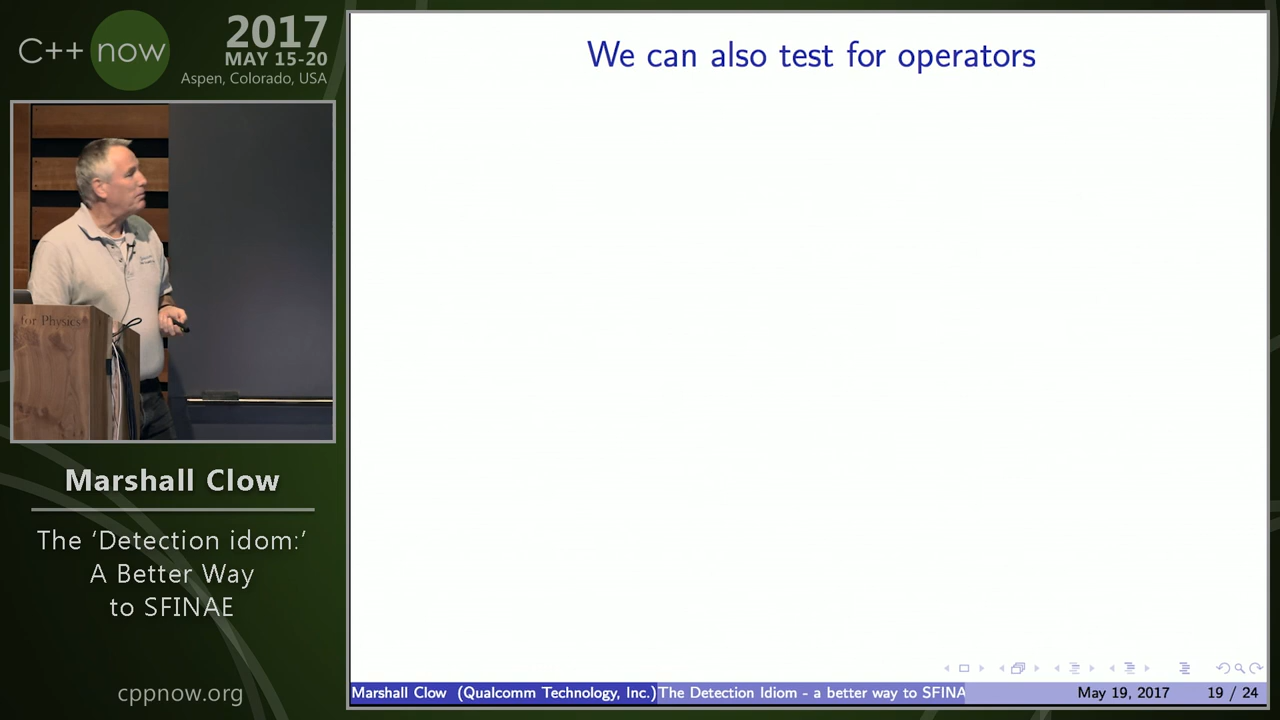 C++ now
2017
MAY 15-20
Aspen, Colorado, USA
for Physics
Marshall Clow
The ‘Detection idom:’
A Better Way
to SFINAE
cppnow.org
We can also test for operators
Marshall Clow (Qualcomm Technology, Inc.) The Detection Idiom - a better way to SFINA May 19, 2017 19 / 24